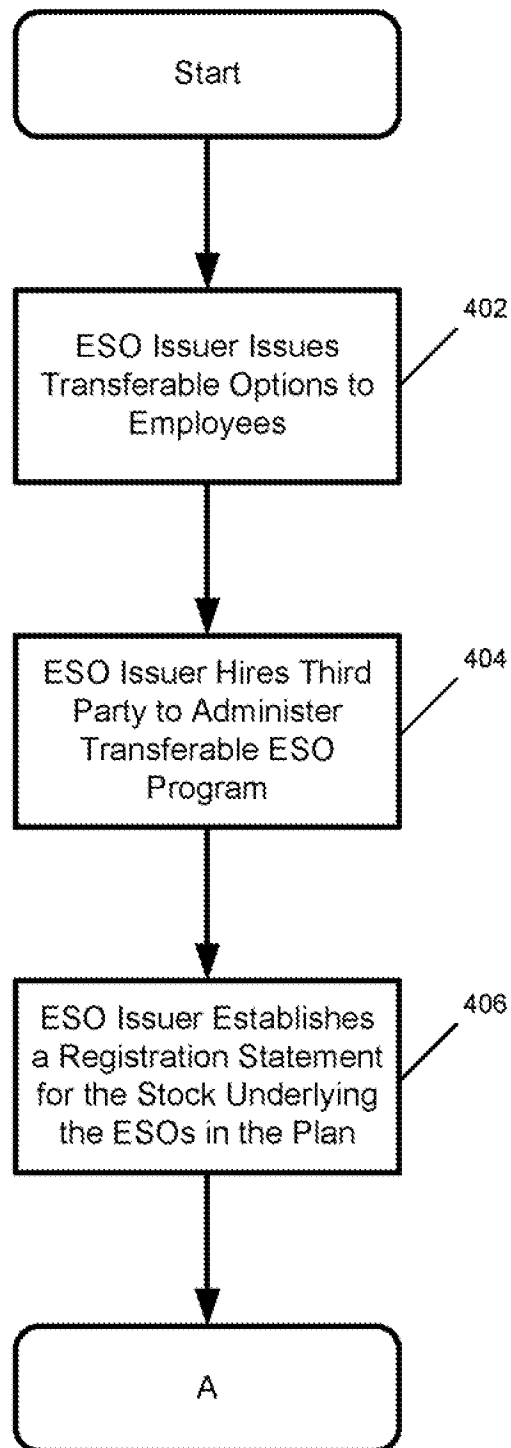 Start
ESO Issuer Issues
Transferable Options to
Employees
402
ESO Issuer Hires Third
Party to Administer
Transferable ESO
Program
404
ESO Issuer Establishes
a Registration Statement
for the Stock Underlying
the ESOs in the Plan
406
A